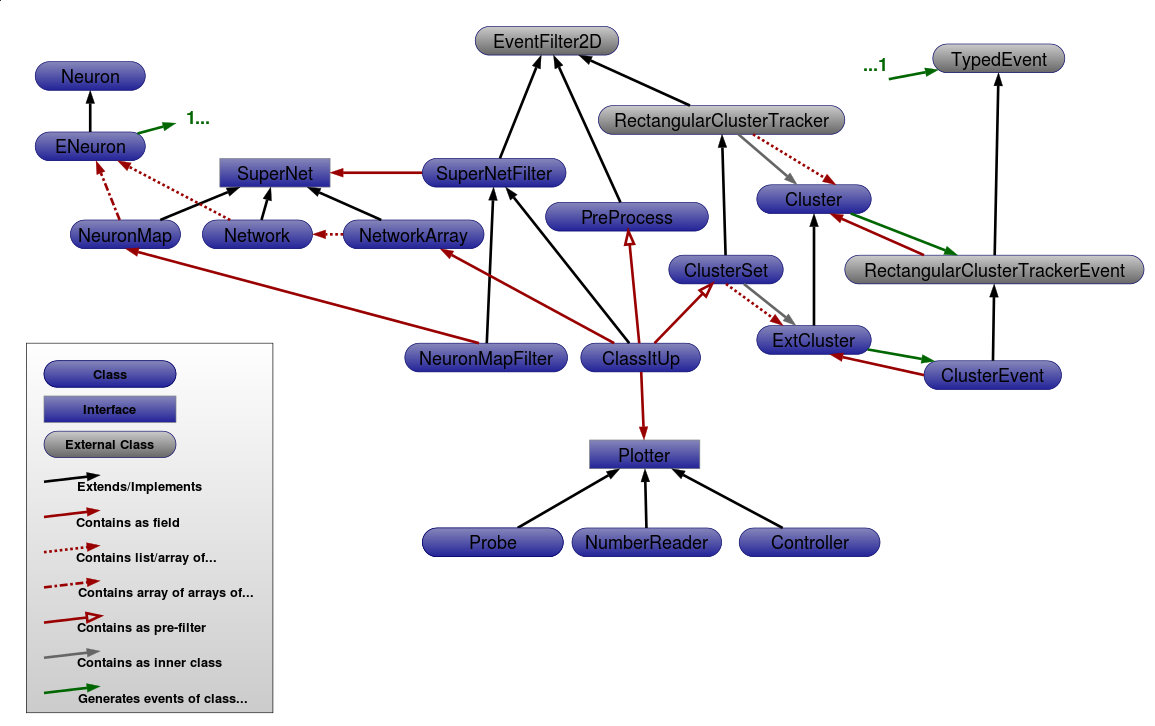 EventFilter2D
TypedEvent
...1
Neuron
1...
RectangularClusterTracker
ENeuron
SuperNet
SuperNetFilter
Cluster
PreProcess
NeuronMap
Network
NetworkArray
ClusterSet
RectangularClusterTrackerEvent
ExtCluster
NeuronMapFilter
ClassItUp
ClusterEvent
Plotter
Probe
NumberReader
Controller
Class
Interface
External Class
Extends/Implements
Contains as field
Contains list/array of...
Contains array of arrays of...
Contains as pre-filter
Contains as inner class
Generates events of class...